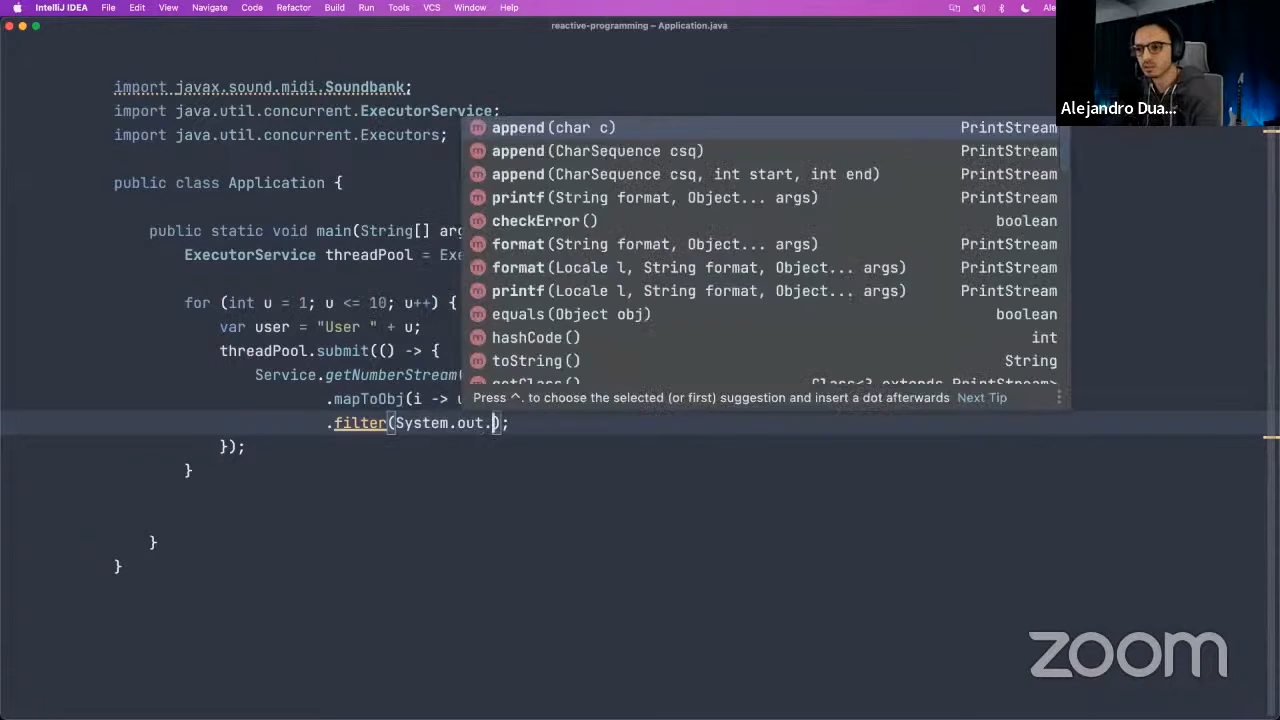 IntelliJ IDEA File Edit View Navigate Code Refactor Build Run Tools VCS Window Help Ale
reactive-programming – Application.java
Alejandro Dua...
import javax.sound.midi.Soundbank;
import java.util.concurrent.ExecutorService;
import java.util.concurrent.Executors;
public class Application {
public static void main(String[] arg
ExecutorService threadPool = Exe
for (int u = 1; u <= 10; u++) {
var user = "User " + u;
threadPool.submit(() -> {
Service.getNumberStream(
.mapToObj(i -> u
.filter(System.out.);
});
}
}
}
append(char c) PrintStream
append(CharSequence csq) PrintStream
append(CharSequence csq, int start, int end) PrintStream
printf(String format, Object... args) PrintStream
checkError() boolean
format(String format, Object... args) PrintStream
format(Locale l, String format, Object... args) PrintStream
printf(Locale l, String format, Object... args) PrintStream
equals(Object obj) boolean
hashCode() int
toString() String
getClass() Class<? extends PrintStream>
Press ^. to choose the selected (or first) suggestion and insert a dot afterwards Next Tip
zoom